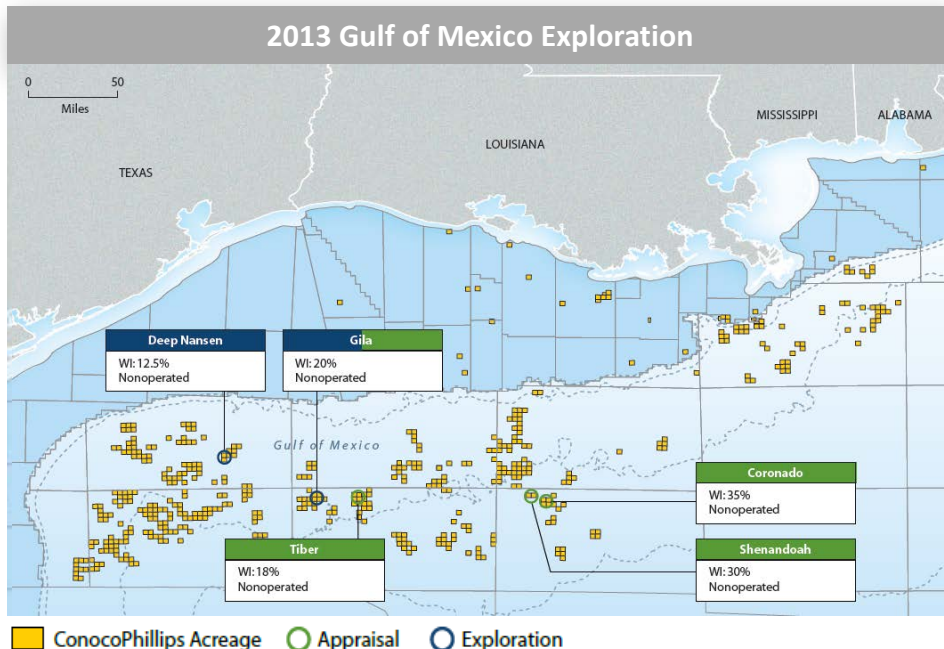 2013 Gulf of Mexico Exploration
0 50
Miles
MISSISSIPPI
ALABAMA
LOUISIANA
TEXAS
Deep Nansen
WI: 12.5%
Nonoperated
Gila
WI: 20%
Nonoperated
Gulf of Mexico
Coronado
WI: 35%
Nonoperated
Tiber
WI: 18%
Nonoperated
Shenandoah
WI: 30%
Nonoperated
ConocoPhillips Acreage
Appraisal
Exploration